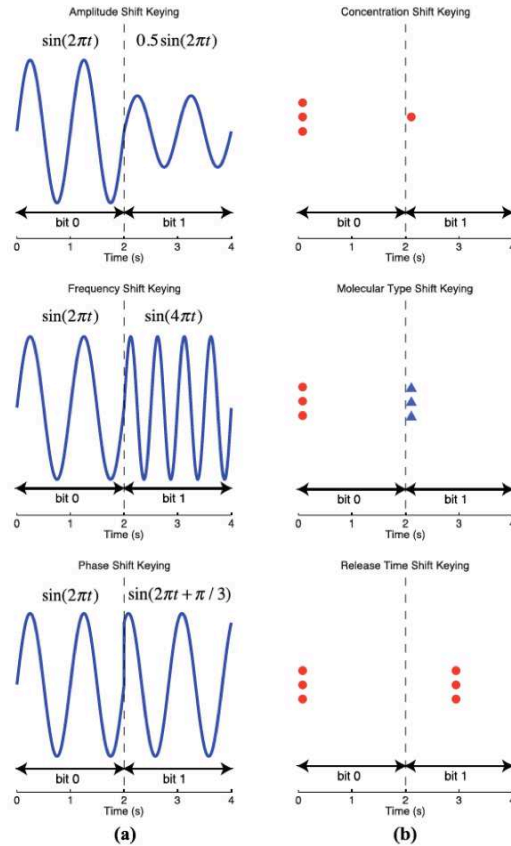 Amplitude Shift Keying
sin(2πt) 0.5sin(2πt)
bit 0 bit 1
0 1 2 3 4
Time (s)
Frequency Shift Keying
sin(2πt) sin(4πt)
bit 0 bit 1
0 1 2 3 4
Time (s)
Phase Shift Keying
sin(2πt) sin(2πt + π / 3)
bit 0 bit 1
0 1 2 3 4
Time (s)
(a)
Concentration Shift Keying
bit 0 bit 1
0 1 2 3 4
Time (s)
Molecular Type Shift Keying
bit 0 bit 1
0 1 2 3 4
Time (s)
Release Time Shift Keying
bit 0 bit 1
0 1 2 3 4
Time (s)
(b)